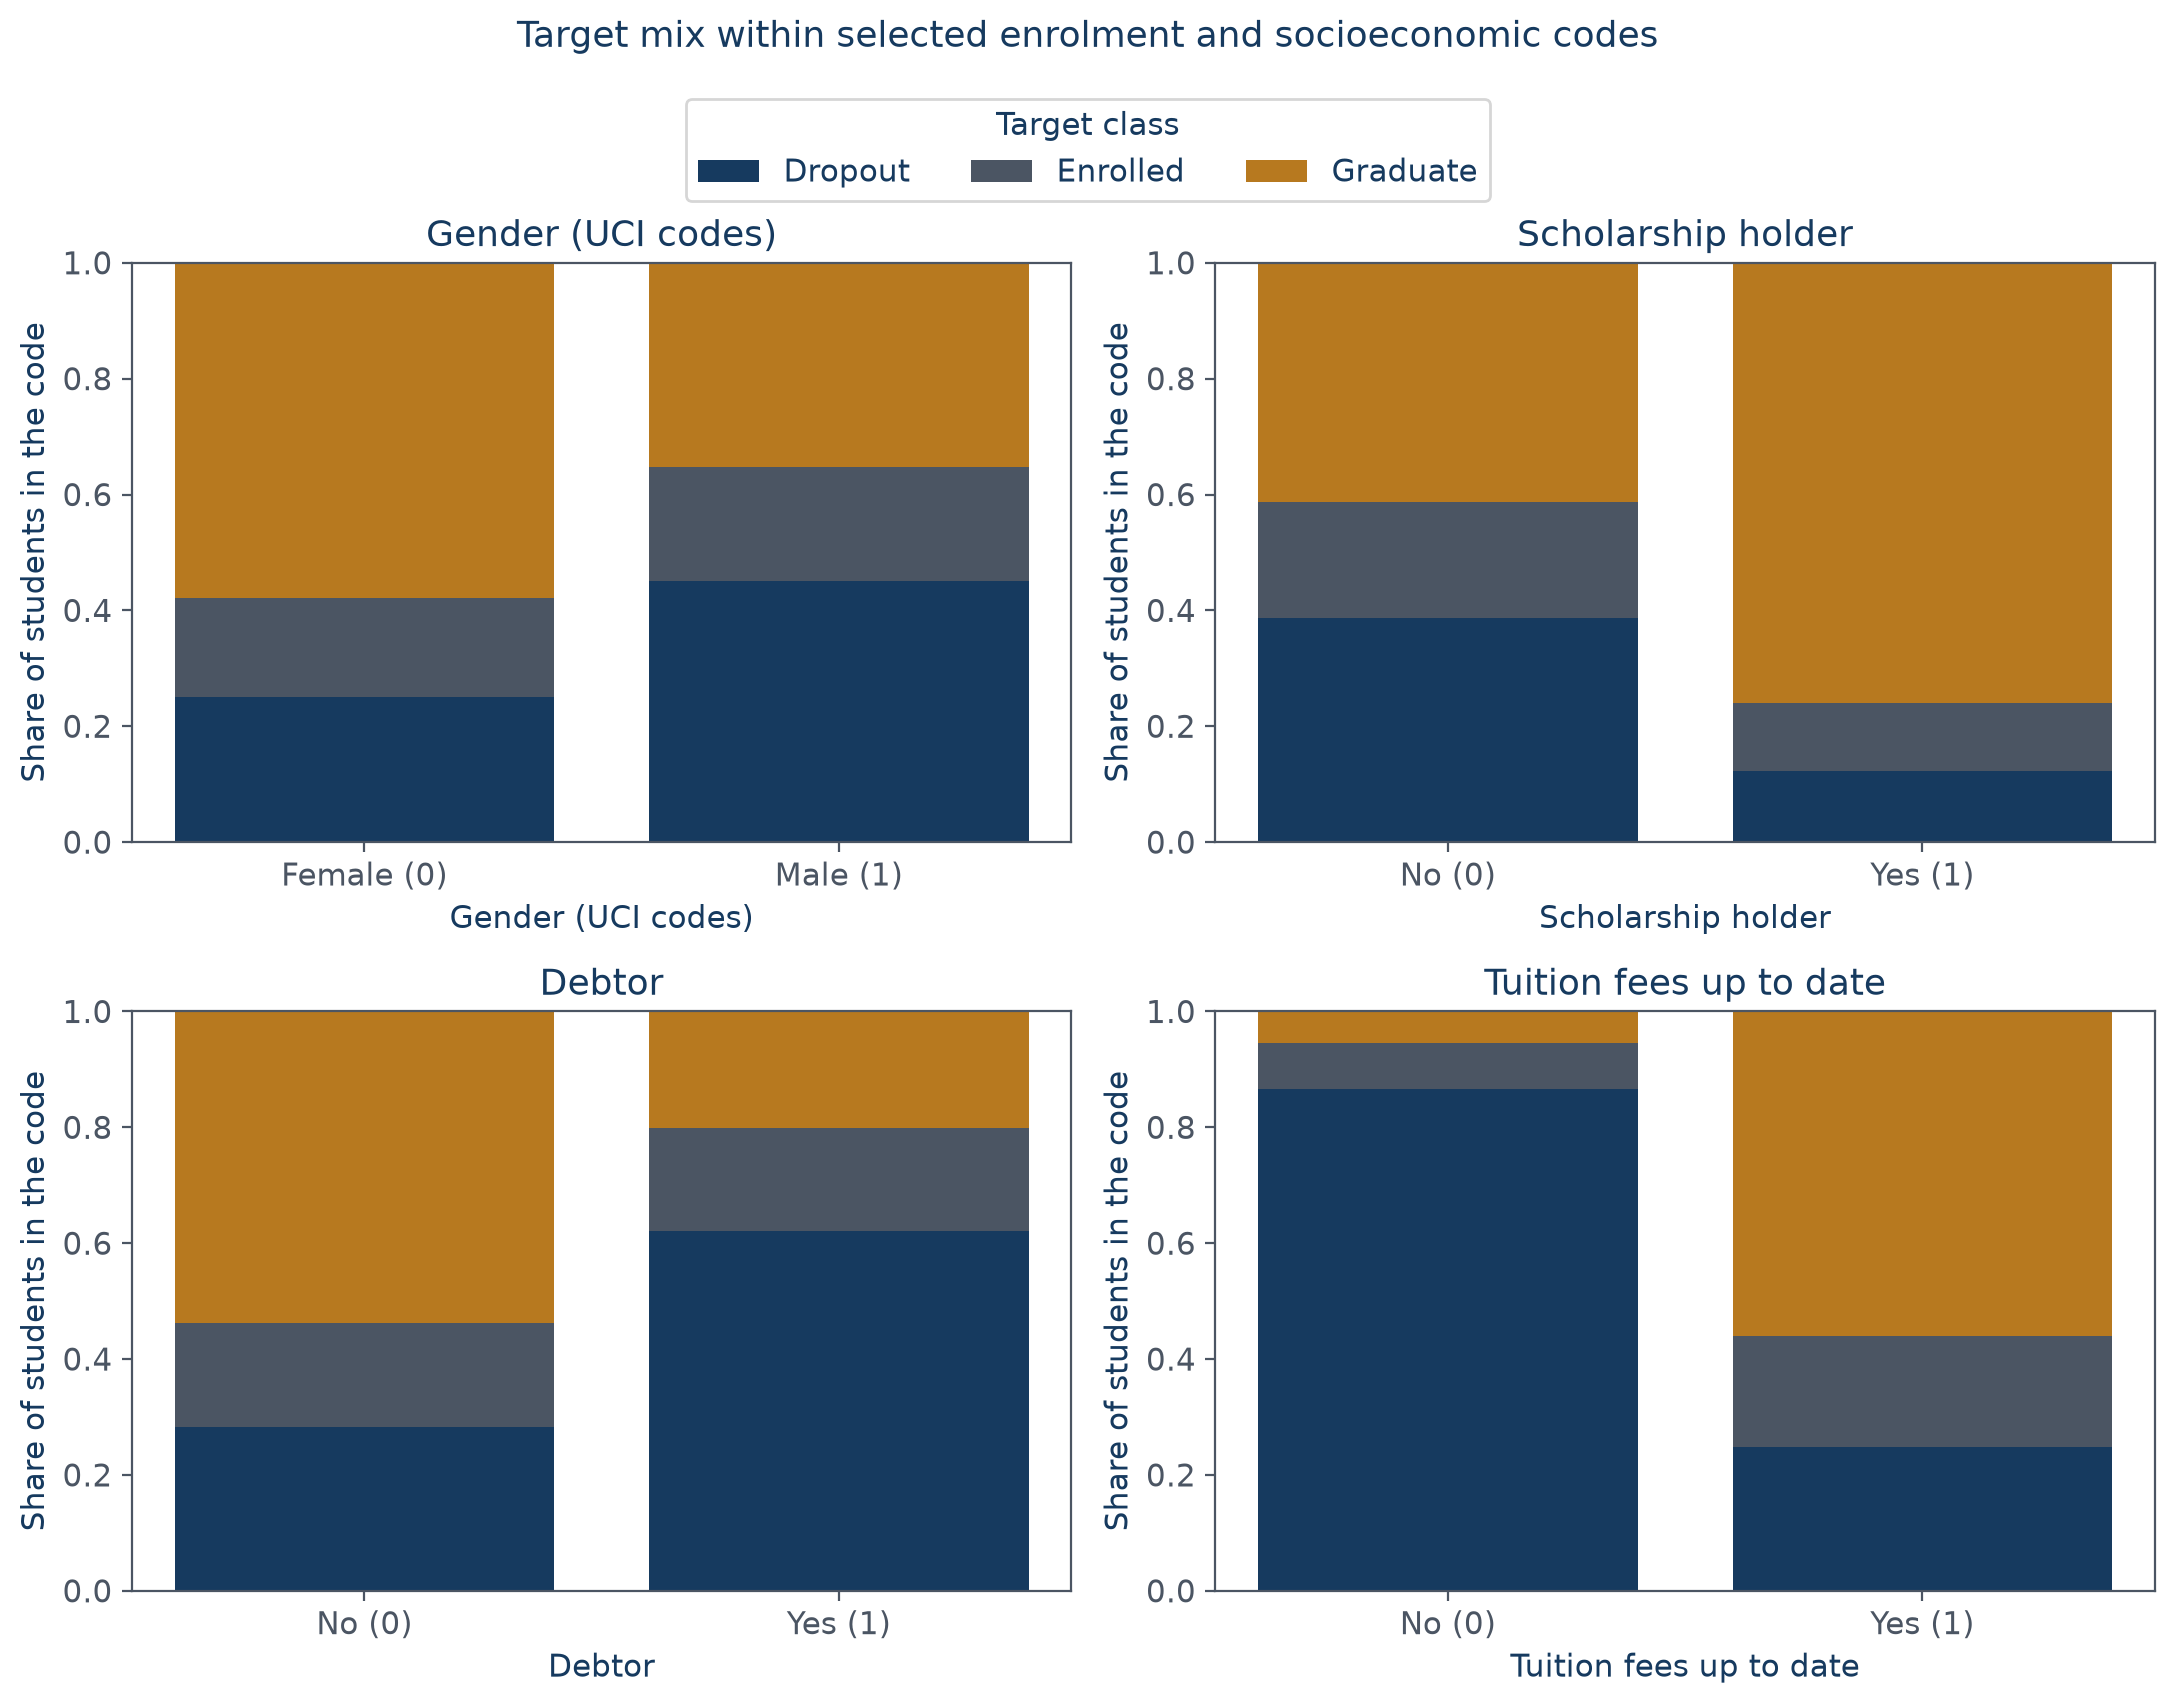 Target mix within selected enrolment and socioeconomic codes
Target class
Dropout Enrolled Graduate
Gender (UCI codes)
Share of students in the code
1.0
0.8
0.6
0.4
0.2
0.0
Female (0) Male (1)
Gender (UCI codes)
Scholarship holder
Share of students in the code
1.0
0.8
0.6
0.4
0.2
0.0
No (0) Yes (1)
Scholarship holder
Debtor
Share of students in the code
1.0
0.8
0.6
0.4
0.2
0.0
No (0) Yes (1)
Debtor
Tuition fees up to date
Share of students in the code
1.0
0.8
0.6
0.4
0.2
0.0
No (0) Yes (1)
Tuition fees up to date